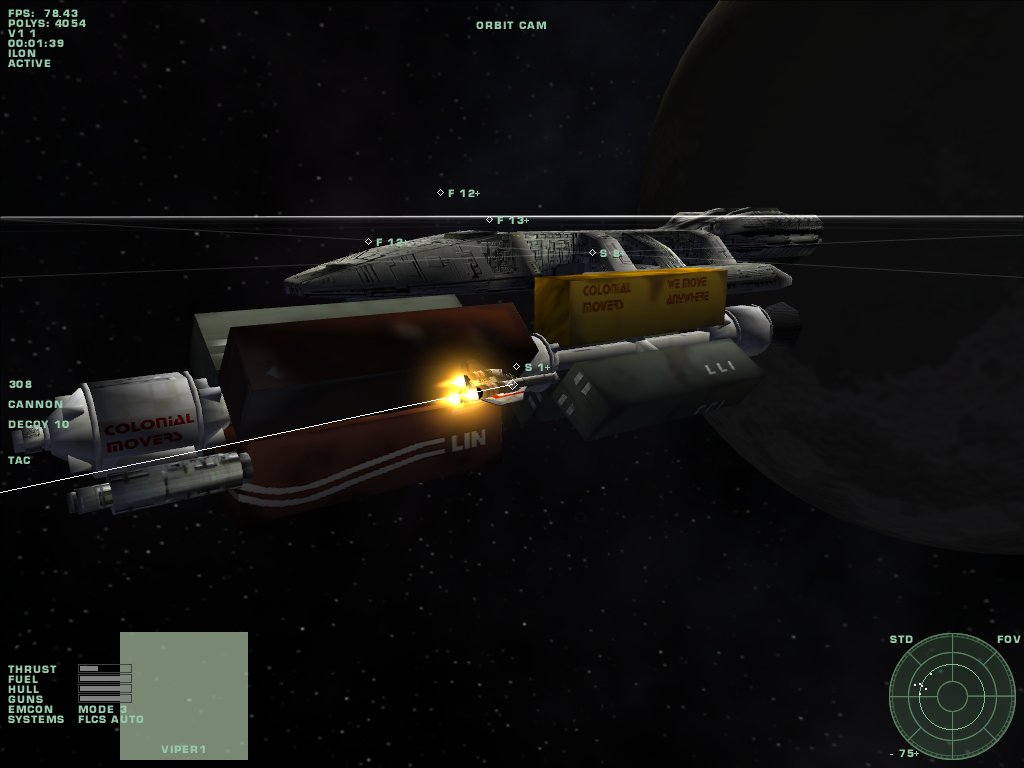 FPS: 78.43
POLYS: 4054
V1 1
00:01:39
ILON
ACTIVE
ORBIT CAM
F 12+
F 13+
F 12+
S 8+
COLONIAL MOVERS
WE MOVE ANYWHERE
S 1+
LLI
308
CANNON
DECOY 10
TAC
COLONIAL
MOVERS
LIN
STD
FOV
THRUST
FUEL
HULL
GUNS
EMCON MODE 3
SYSTEMS FLCS AUTO
VIPER1
- 75+